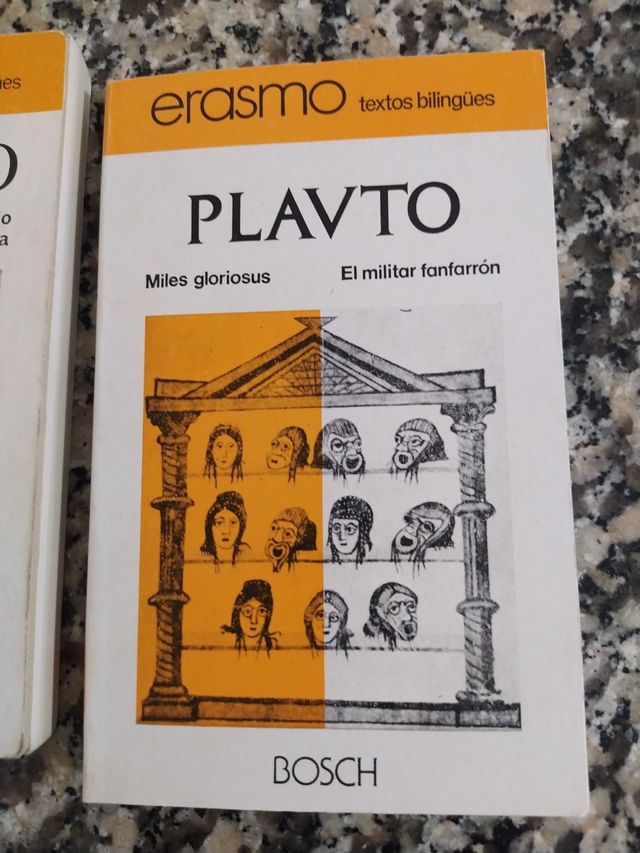 erasmo textos bilingües
PLAVTO
Miles gloriosus El militar fanfarrón
BOSCH